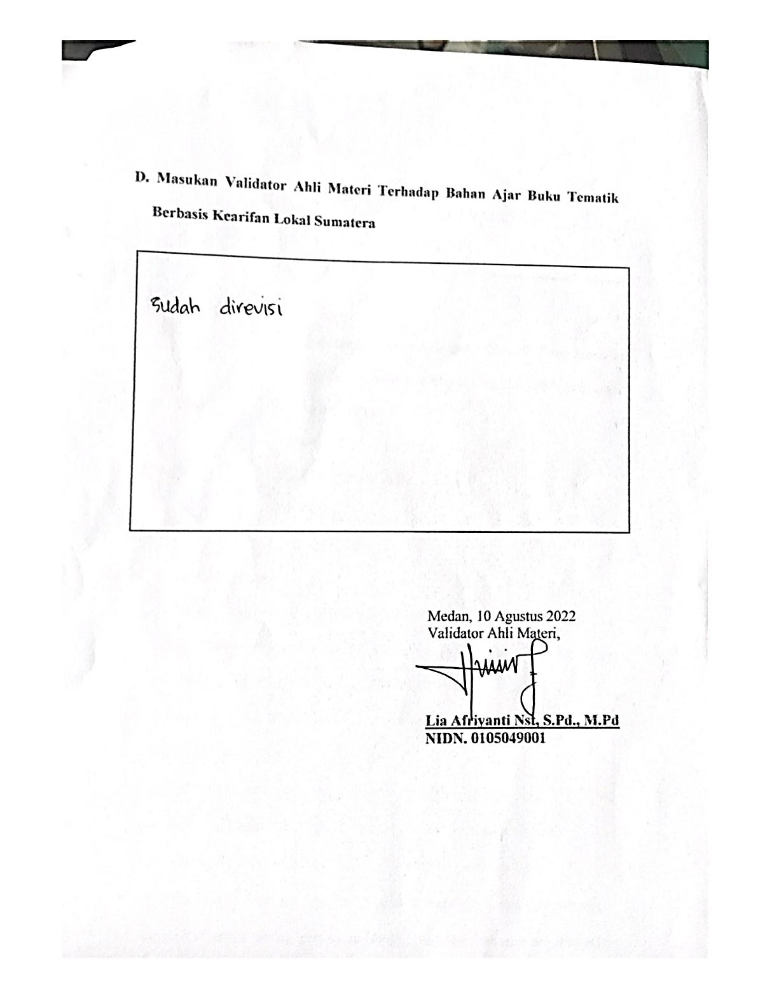 D. Masukan Validator Ahli Materi Terhadap Bahan Ajar Buku Tematik
Berbasis Kearifan Lokal Sumatera
Sudah direvisi
Medan, 10 Agustus 2022
Validator Ahli Materi,
Lia Afriyanti Nst, S.Pd., M.Pd
NIDN. 0105049001